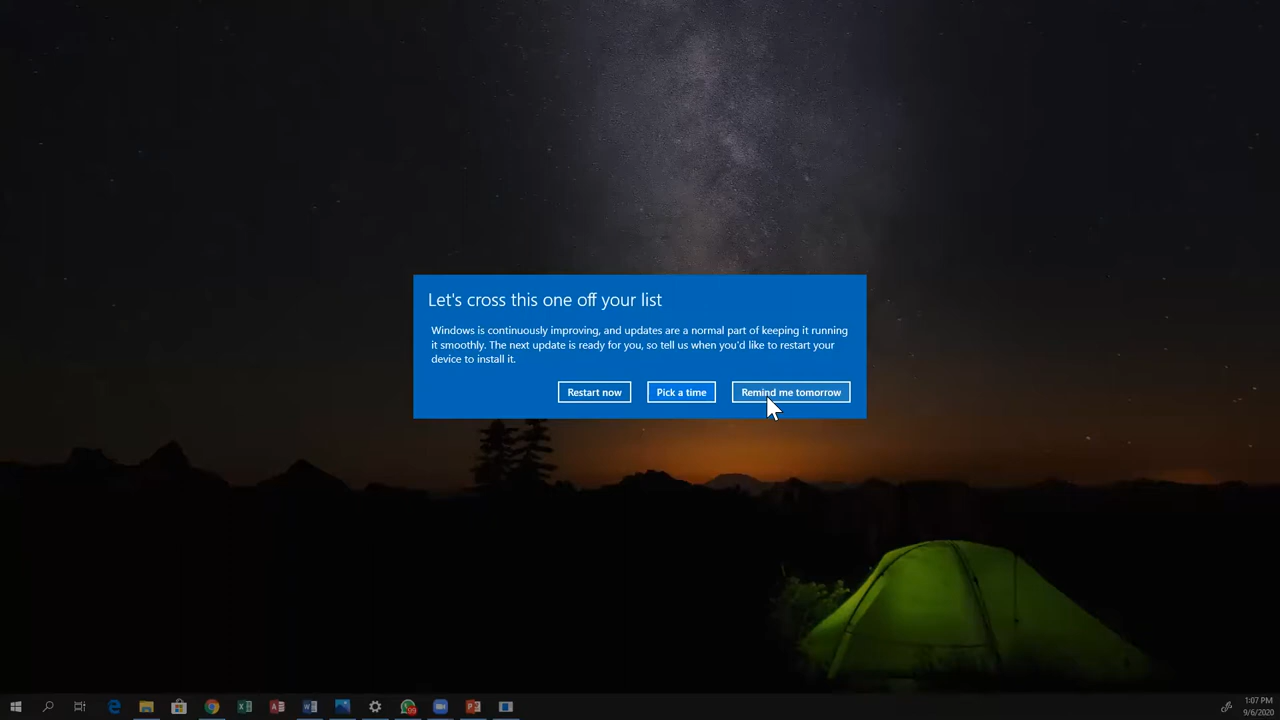 Let's cross this one off your list
Windows is continuously improving, and updates are a normal part of keeping it running
it smoothly. The next update is ready for you, so tell us when you'd like to restart your
device to install it.
Restart now Pick a time Remind me tomorrow
99
1:07 PM
9/6/2020